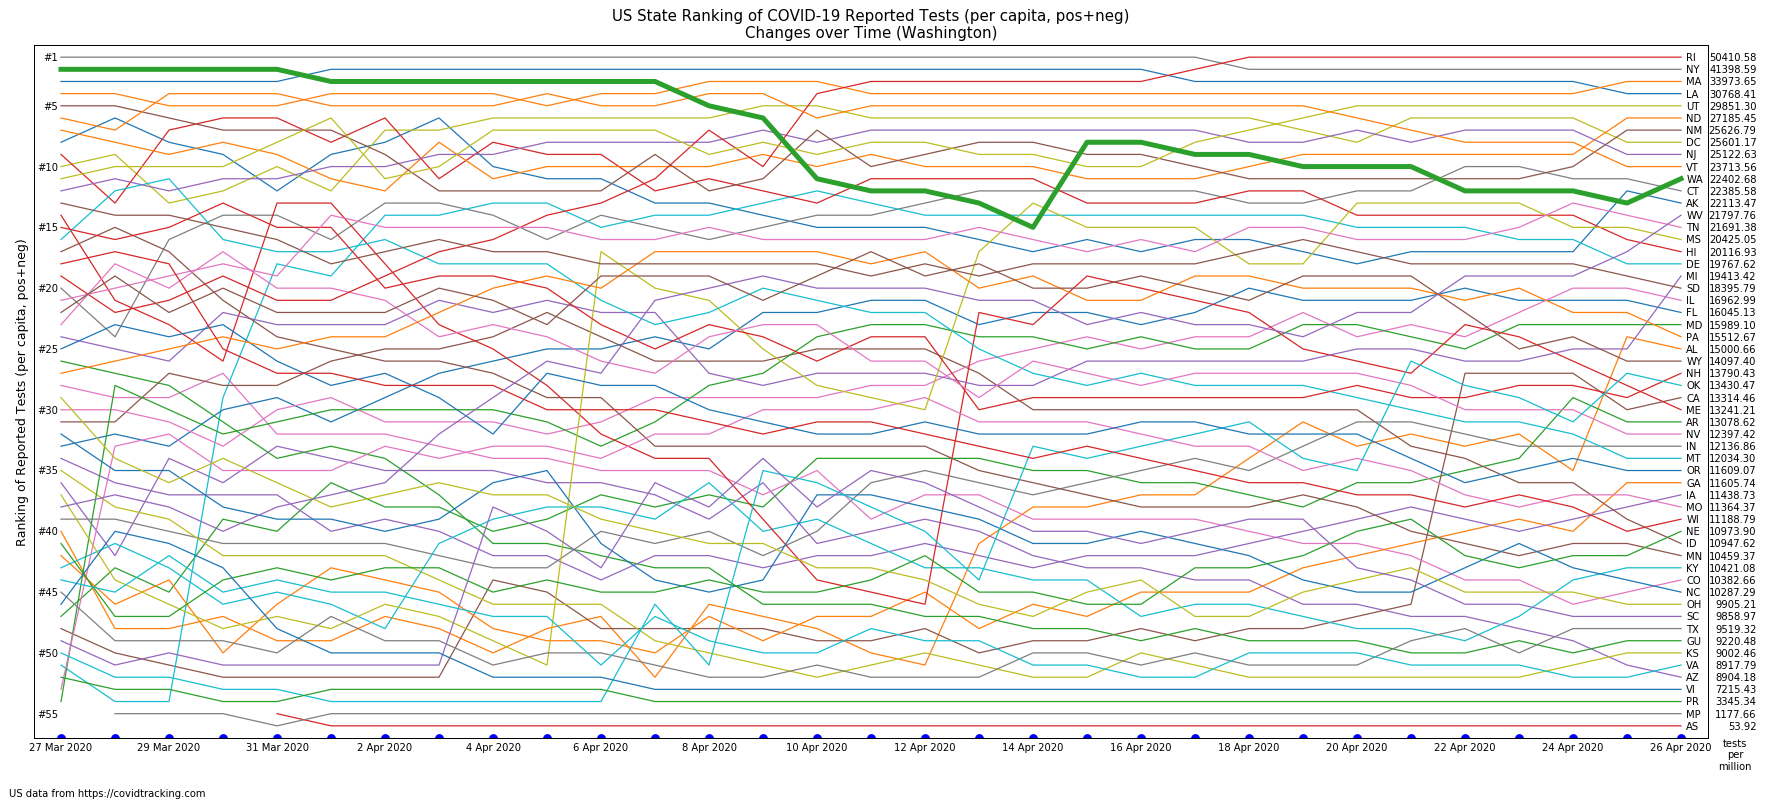 US State Ranking of COVID-19 Reported Tests (per capita, pos+neg)
Changes over Time (Washington)
Ranking of Reported Tests (per capita, pos+neg)
#1
#5
#10
#15
#20
#25
#30
#35
#40
#45
#50
#55
RI 50410.58
NY 41398.59
MA 33973.65
LA 30768.41
UT 29851.30
ND 27185.45
NM 25626.79
DC 25601.17
NJ 25122.63
VT 23713.56
WA 22402.68
CT 22385.58
AK 22113.47
WV 21797.76
TN 21691.38
MS 20425.05
HI 20116.93
DE 19767.62
MI 19413.42
SD 18395.79
IL 16962.99
FL 16045.13
MD 15989.10
PA 15512.67
AL 15000.66
WY 14097.40
NH 13790.43
OK 13430.47
CA 13314.46
ME 13241.21
AR 13078.62
NV 12397.42
IN 12136.86
MT 12034.30
OR 11609.07
GA 11605.74
IA 11438.73
MO 11364.37
WI 11188.79
NE 10973.90
ID 10947.62
MN 10459.37
KY 10421.08
CO 10382.66
NC 10287.29
OH 9905.21
SC 9858.97
TX 9519.32
GU 9220.48
KS 9002.46
VA 8917.79
AZ 8904.18
VI 7215.43
PR 3345.34
MP 1177.66
AS 53.92
27 Mar 2020 29 Mar 2020 31 Mar 2020 2 Apr 2020 4 Apr 2020 6 Apr 2020 8 Apr 2020 10 Apr 2020 12 Apr 2020 14 Apr 2020 16 Apr 2020 18 Apr 2020 20 Apr 2020 22 Apr 2020 24 Apr 2020 26 Apr 2020
tests
per
million
US data from https://covidtracking.com